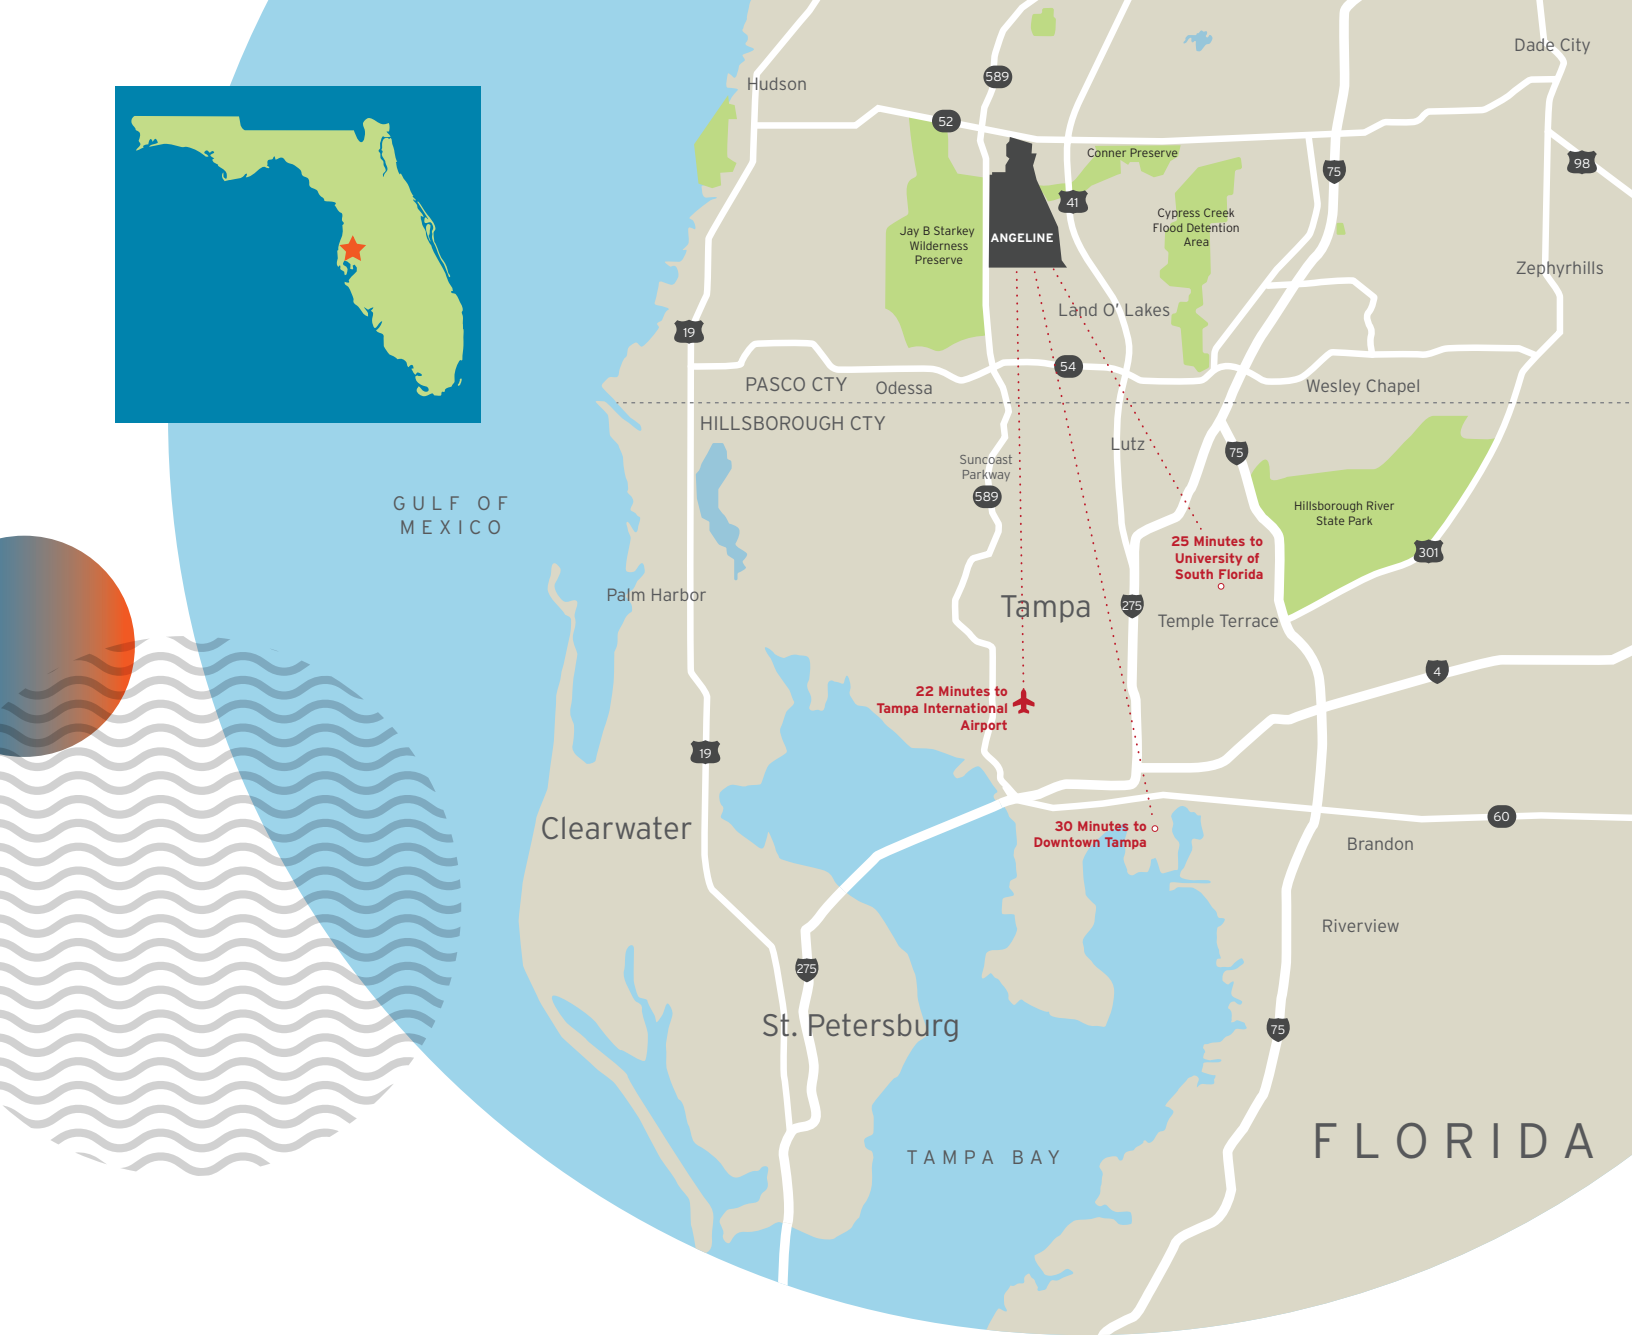 Dade City
589
Hudson
52
Conner Preserve
75
98
41
Cypress Creek
Flood Detention
Area
Jay B Starkey
Wilderness
Preserve
ANGELINE
Zephyrhills
Land O' Lakes
19
54
PASCO CTY
Odessa
Wesley Chapel
HILLSBOROUGH CTY
Lutz
75
Suncoast
Parkway
589
GULF OF
MEXICO
Hillsborough River
State Park
25 Minutes to
University of
South Florida
301
Palm Harbor
Tampa
275
Temple Terrace
4
22 Minutes to
Tampa International
Airport
19
60
Clearwater
30 Minutes to
Downtown Tampa
Brandon
Riverview
275
St. Petersburg
75
FLORIDA
TAMPA BAY